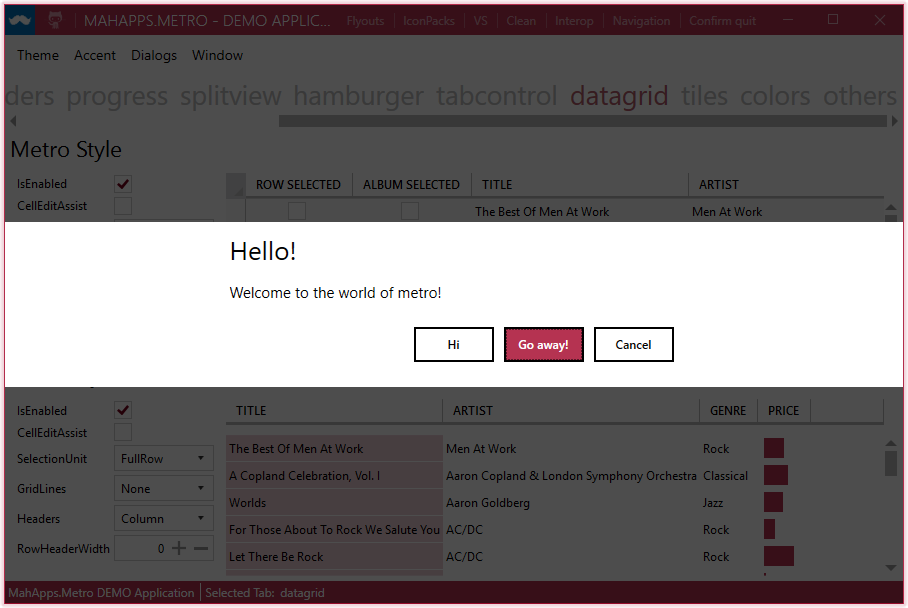 MAHAPPS.METRO - DEMO APPLIC... Flyouts IconPacks VS Clean Interop Navigation Confirm quit
Theme Accent Dialogs Window
ders progress splitview hamburger tabcontrol datagrid tiles colors others
Metro Style
IsEnabled
CellEditAssist
ROW SELECTED ALBUM SELECTED TITLE ARTIST
The Best Of Men At Work Men At Work
Hello!
Welcome to the world of metro!
Hi Go away! Cancel
IsEnabled
CellEditAssist
SelectionUnit FullRow
GridLines None
Headers Column
RowHeaderWidth 0
TITLE ARTIST GENRE PRICE
The Best Of Men At Work Men At Work Rock
A Copland Celebration, Vol. I Aaron Copland & London Symphony Orchestra Classical
Worlds Aaron Goldberg Jazz
For Those About To Rock We Salute You AC/DC Rock
Let There Be Rock AC/DC Rock
MahApps.Metro DEMO Application Selected Tab: datagrid